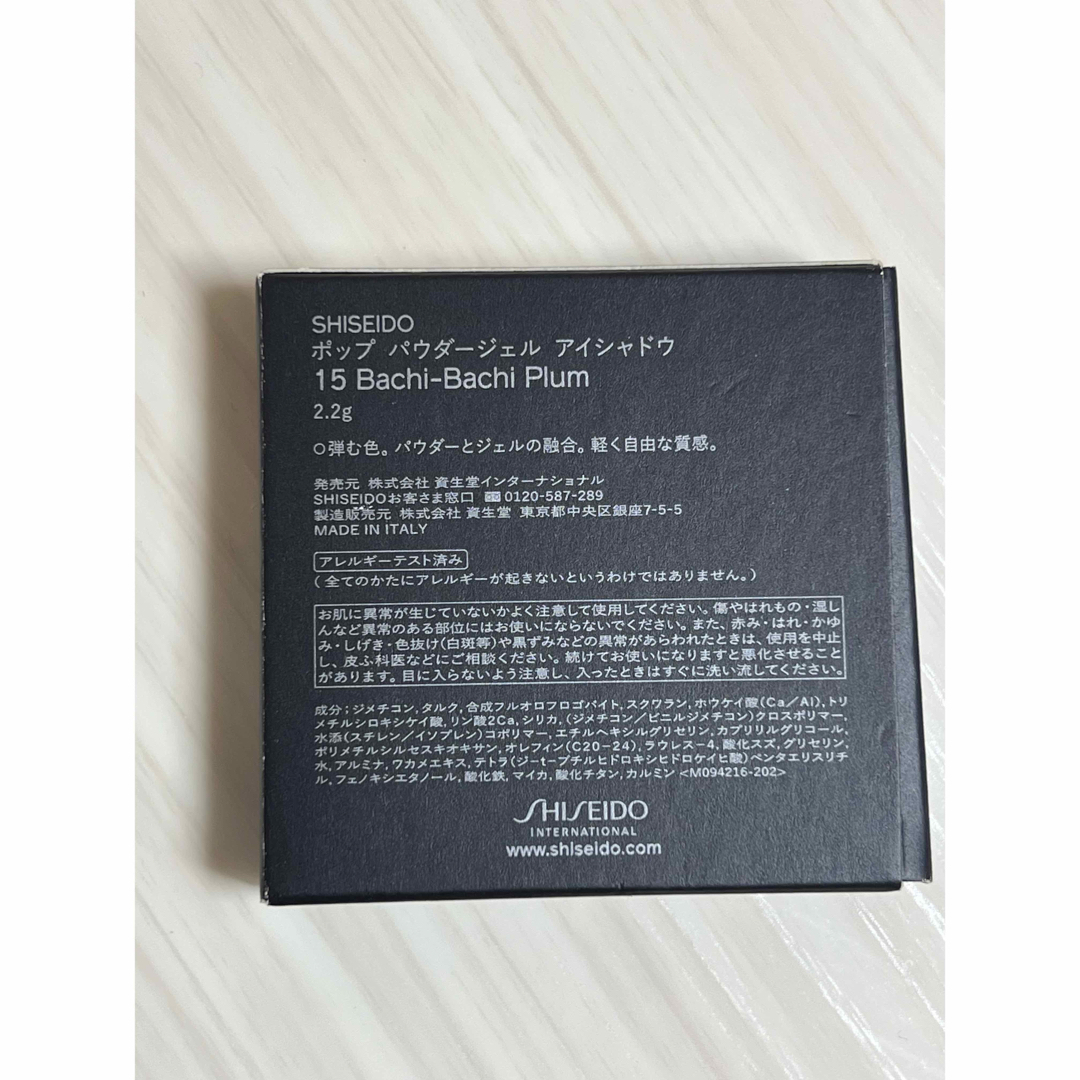 SHISEIDO
ポップ パウダージェル アイシャドウ
15 Bachi-Bachi Plum
2.2g
○弾む色。パウダーとジェルの融合。軽く自由な質感。
発売元 株式会社 資生堂インターナショナル
SHISEIDOお客さま窓口 0120-587-289
製造販売元 株式会社 資生堂 東京都中央区銀座7-5-5
MADE IN ITALY
アレルギーテスト済み
(全てのかたにアレルギーが起きないというわけではありません。)
お肌に異常が生じていないかよく注意して使用してください。傷やはれもの・湿し
んなど異常のある部位にはお使いにならないでください。また、赤み・はれ・かゆ
み・しげき・色抜け(白斑等)や黒ずみなどの異常があらわれたときは、使用を中止
し、皮ふ科医などにご相談ください。続けてお使いになりますと悪化させること
があります。目に入らないよう注意し、入ったときはすぐに洗い流してください。
成分:ジメチコン, タルク, 合成フルオロフロゴパイト, スクワラン, ホウケイ酸(Ca/Al), トリ
メチルシロキシケイ酸, リン酸2Ca, シリカ, (ジメチコン/ビニルジメチコン)クロスポリマー,
水添(スチレン/イソプレン)コポリマー, エチルヘキシルグリセリン, カプリリルグリコール,
ポリメチルシルセスキオキサン, オレフィン(C20-24), ラウレス-4, 酸化スズ, グリセリン,
水, アルミナ, ワカメエキス, テトラ(ジ-t-ブチルヒドロキシヒドロケイヒ酸)ペンタエリスリチ
ル, フェノキシエタノール, 酸化鉄, マイカ, 酸化チタン, カルミン <M094216-202>
SHISEIDO
INTERNATIONAL
www.shiseido.com